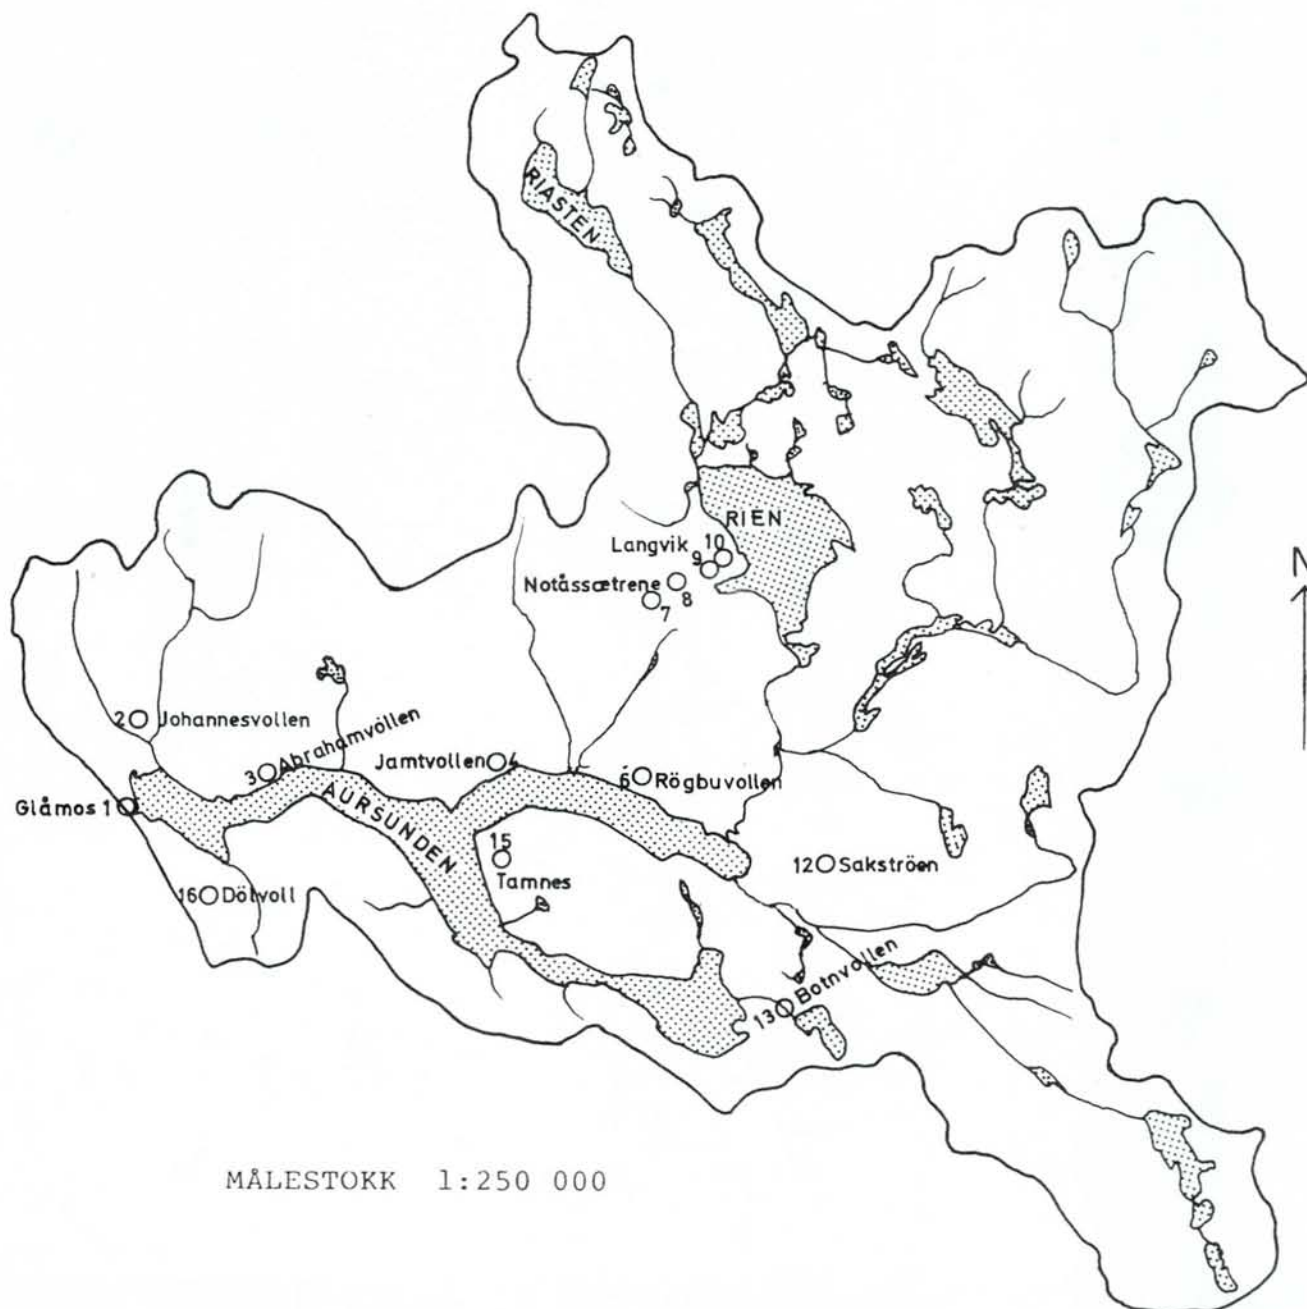 RIASTEN
RIEN
Langvik 10
9
Notåssætrene
8
7
N
2 Johannesvollen
3 Abrahamvollen
Jamtvollen 4
6 Rögbuvollen
Glåmos 1
AURSUNDEN
15
Tamnes
12 Sakströen
16 Dölvoll
13 Botnvollen
MÅLESTOKK 1:250 000